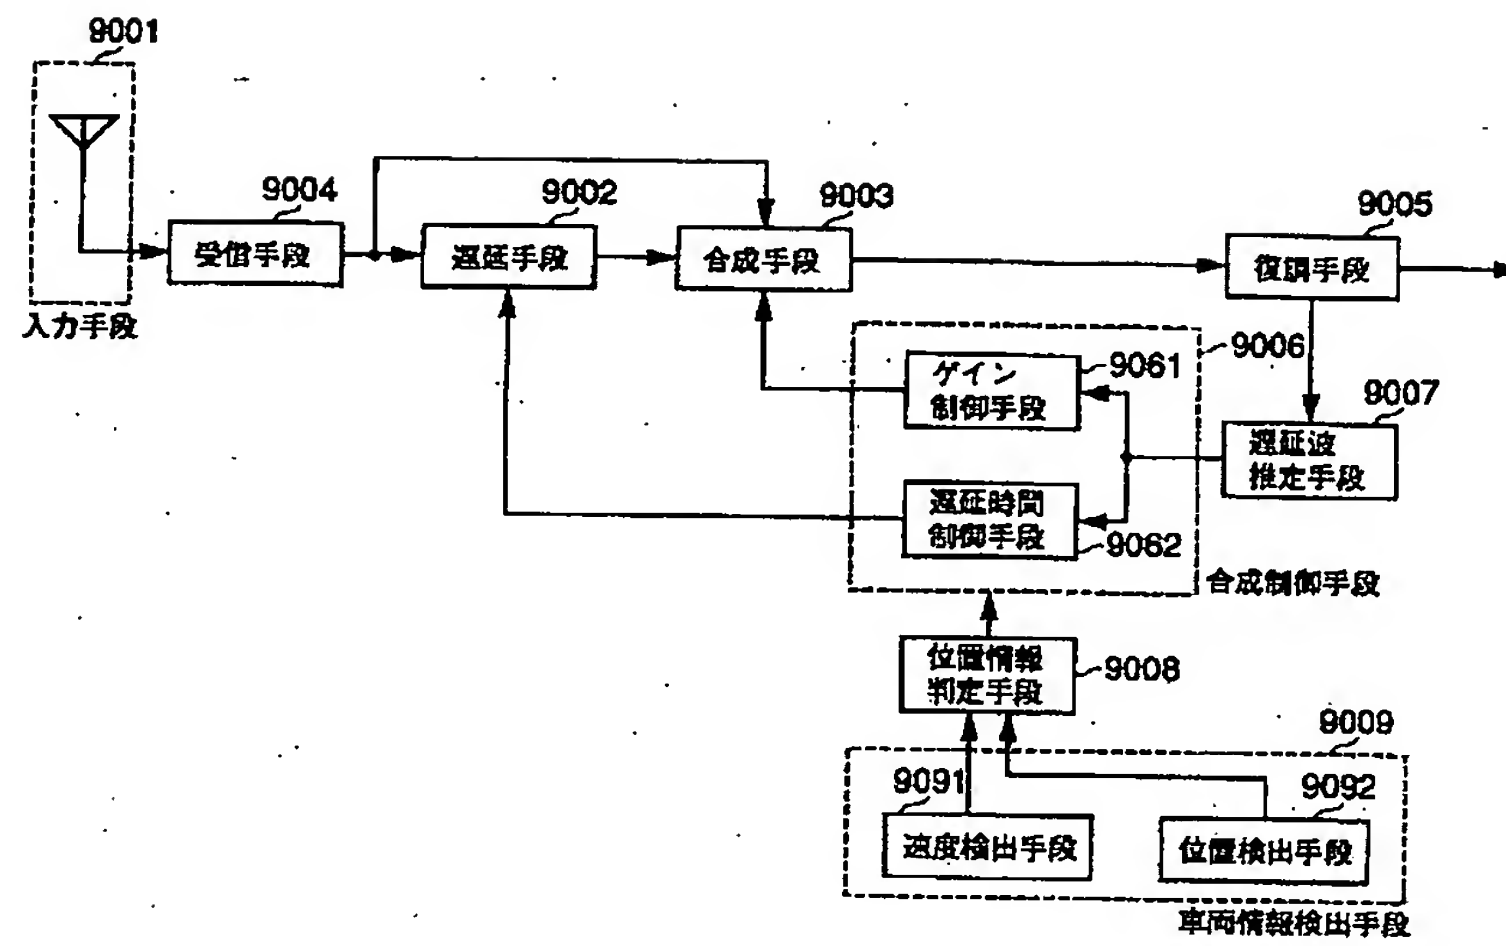 9001
9004
9002
9003
9005
受信手段
遅延手段
合成手段
復調手段
入力手段
9006
9061
ゲイン
制御手段
9007
遅延波
推定手段
遅延時間
制御手段
9062
合成制御手段
位置情報
判定手段
9008
9009
9091
9092
速度検出手段
位置検出手段
車両情報検出手段